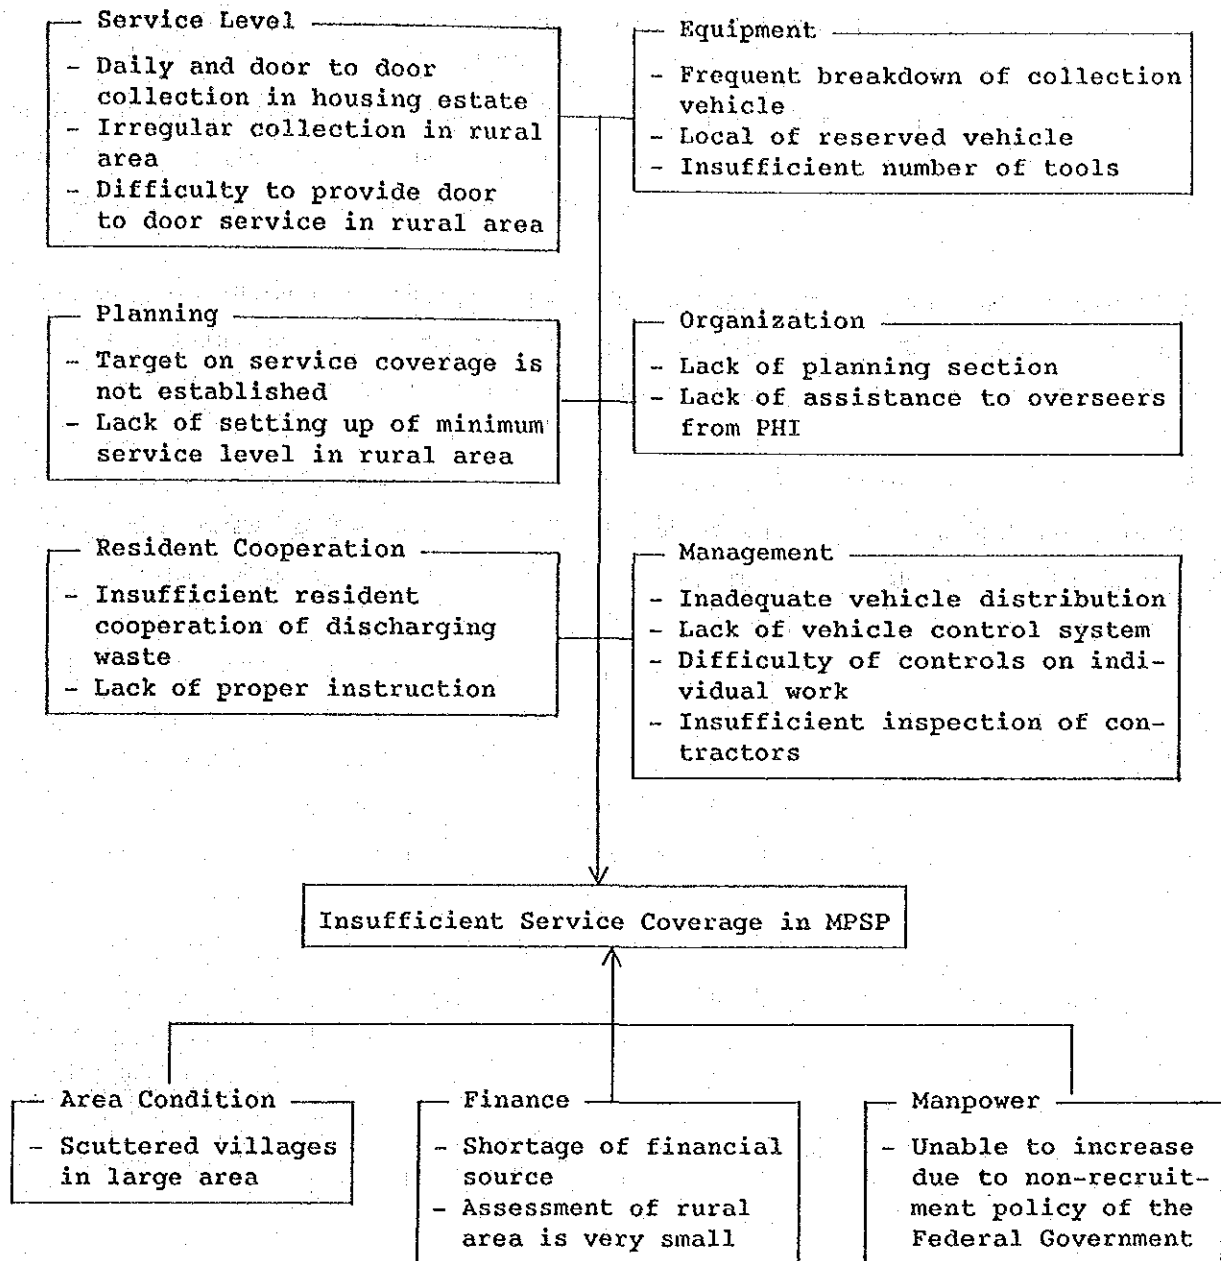 Service Level
- Daily and door to door
collection in housing estate
- Irregular collection in rural
area
- Difficulty to provide door
to door service in rural area
Equipment
- Frequent breakdown of collection
vehicle
- Local of reserved vehicle
- Insufficient number of tools
Planning
- Target on service coverage is
not established
- Lack of setting up of minimum
service level in rural area
Organization
- Lack of planning section
- Lack of assistance to overseers
from PHI
Resident Cooperation
- Insufficient resident
cooperation of discharging
waste
- Lack of proper instruction
Management
- Inadequate vehicle distribution
- Lack of vehicle control system
- Difficulty of controls on indi-
vidual work
- Insufficient inspection of con-
tractors
Insufficient Service Coverage in MPSP
Area Condition
- Scuttered villages
in large area
Finance
- Shortage of financial
source
- Assessment of rural
area is very small
Manpower
- Unable to increase
due to non-recruit-
ment policy of the
Federal Government